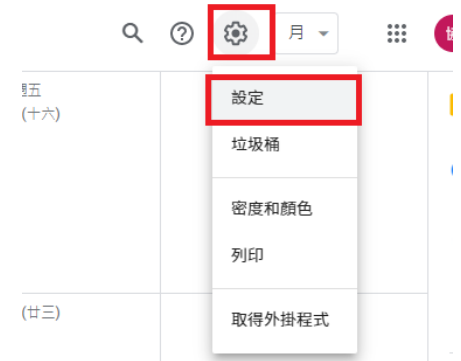 月
週五
(十六)
設定
垃圾桶
密度和顏色
列印
(廿三)
取得外掛程式